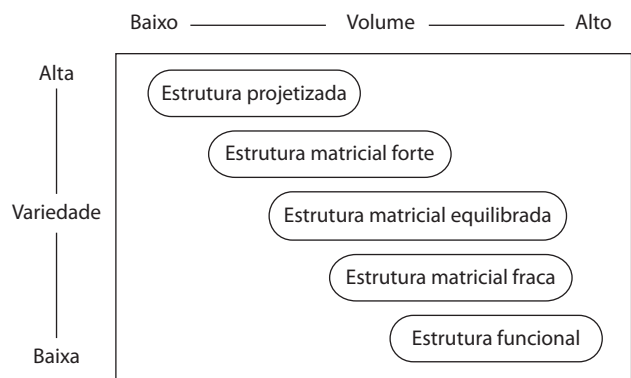 Baixo Volume Alto
Alta
Estrutura projetizada
Estrutura matricial forte
Variedade
Estrutura matricial equilibrada
Estrutura matricial fraca
Estrutura funcional
Baixa